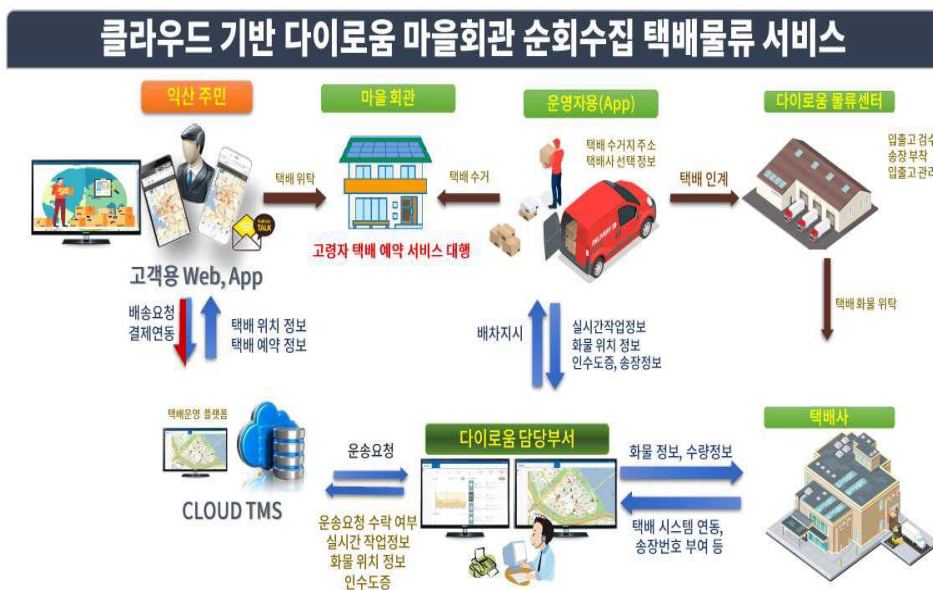 클라우드 기반 다이로움 마을회관 순회수집 택배물류 서비스
익산 주민
마을 회관
운영자용(App)
다이로움 물류센터
택배 위탁
택배 수거
택배 수거지 주소
택배사 선택 정보
택배 인계
입출고 검수
송장 부착
입출고 관리
TALK
DELIVERY
고객용 Web, App
고령자 택배 예약 서비스 대행
배송요청
결제연동
택배 위치 정보
택배 예약 정보
배차지시
실시간작업정보
화물 위치 정보
인수도증, 송장정보
택배 화물 위탁
택배운영 플랫폼
CLOUD TMS
운송요청
운송요청 수락 여부
실시간 작업정보
화물 위치 정보
인수도증
다이로움 담당부서
화물 정보, 수량정보
택배 시스템 연동,
송장번호 부여 등
택배사